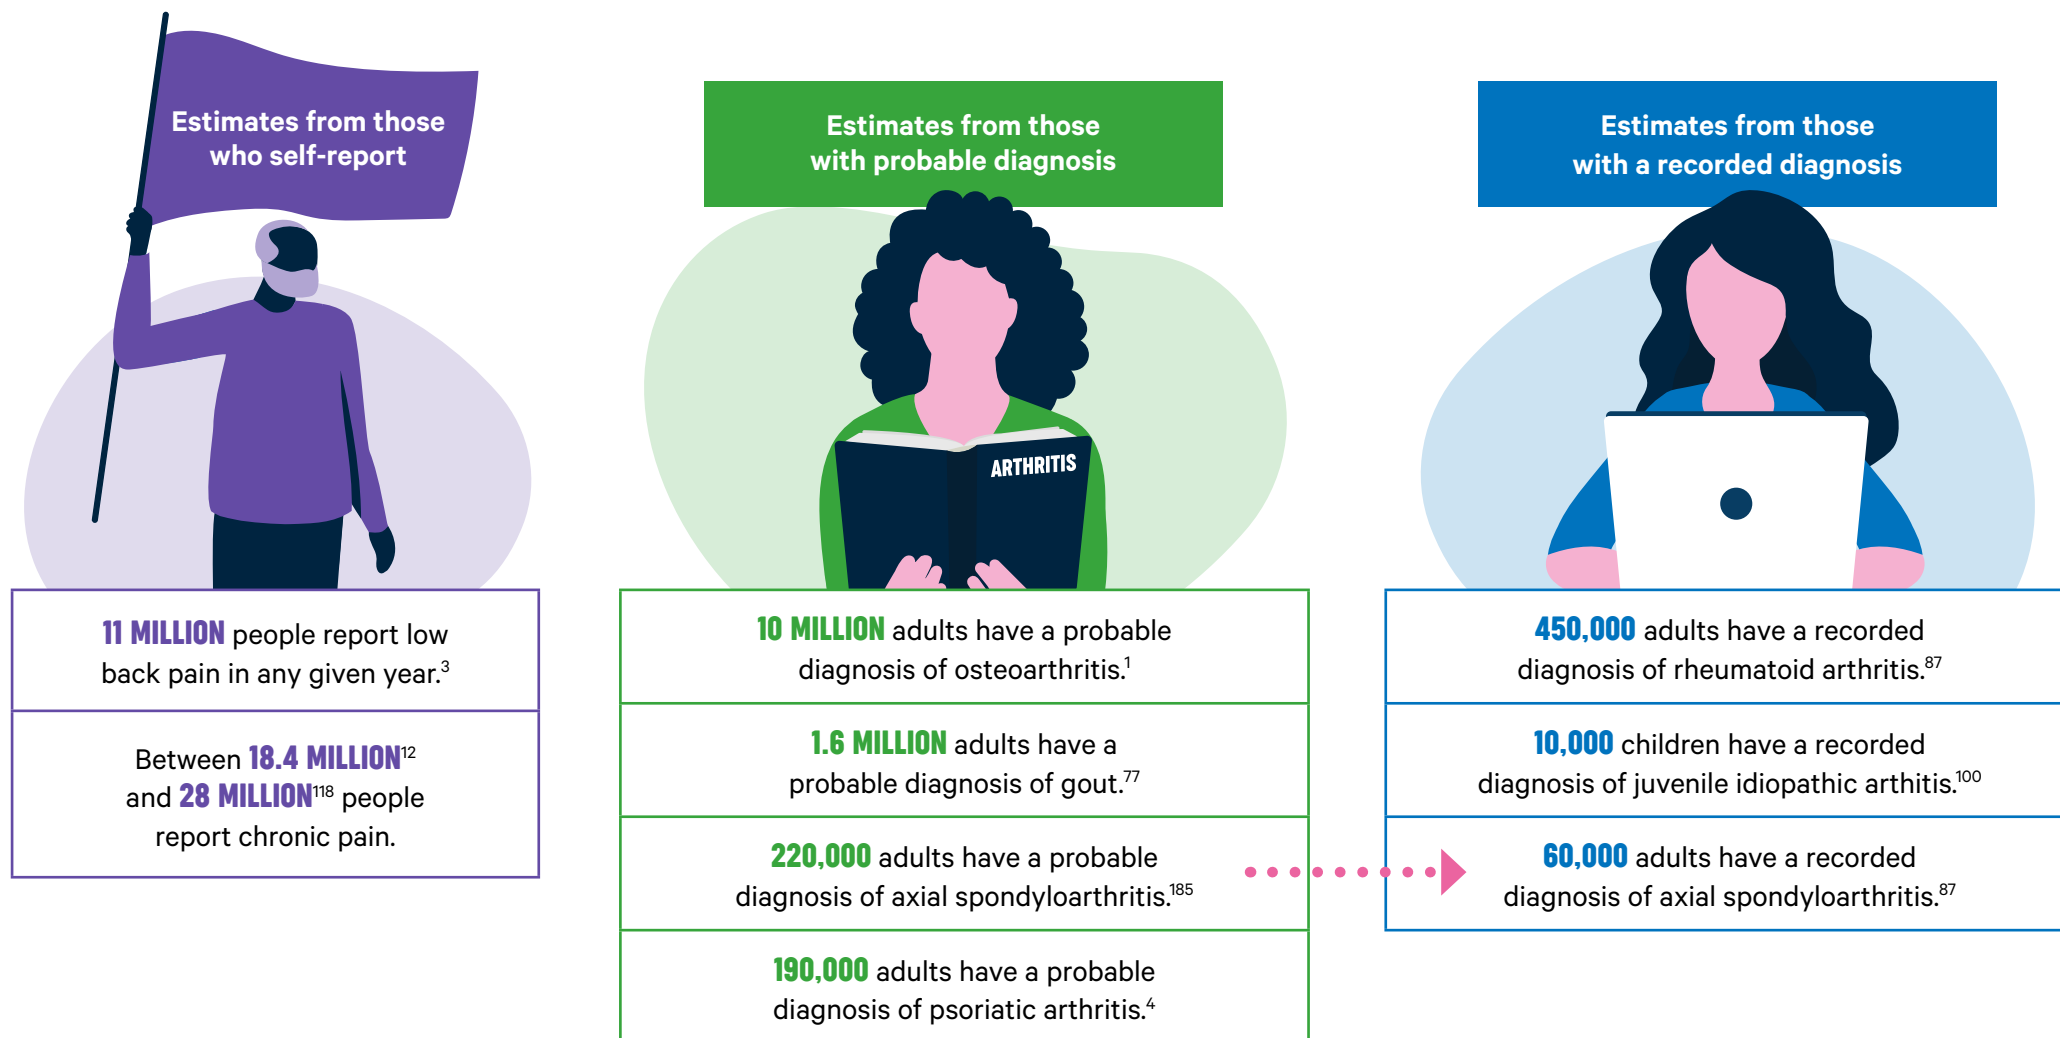 Estimates from those
who self-report
11 MILLION people report low
back pain in any given year.3
Between 18.4 MILLION12
and 28 MILLION118 people
report chronic pain.
Estimates from those
with probable diagnosis
ARTHRITIS
10 MILLION adults have a probable
diagnosis of osteoarthritis.1
1.6 MILLION adults have a
probable diagnosis of gout.77
220,000 adults have a probable
diagnosis of axial spondyloarthritis.185
190,000 adults have a probable
diagnosis of psoriatic arthritis.4
Estimates from those
with a recorded diagnosis
450,000 adults have a recorded
diagnosis of rheumatoid arthritis.87
10,000 children have a recorded
diagnosis of juvenile idiopathic arthitis.100
60,000 adults have a recorded
diagnosis of axial spondyloarthritis.87